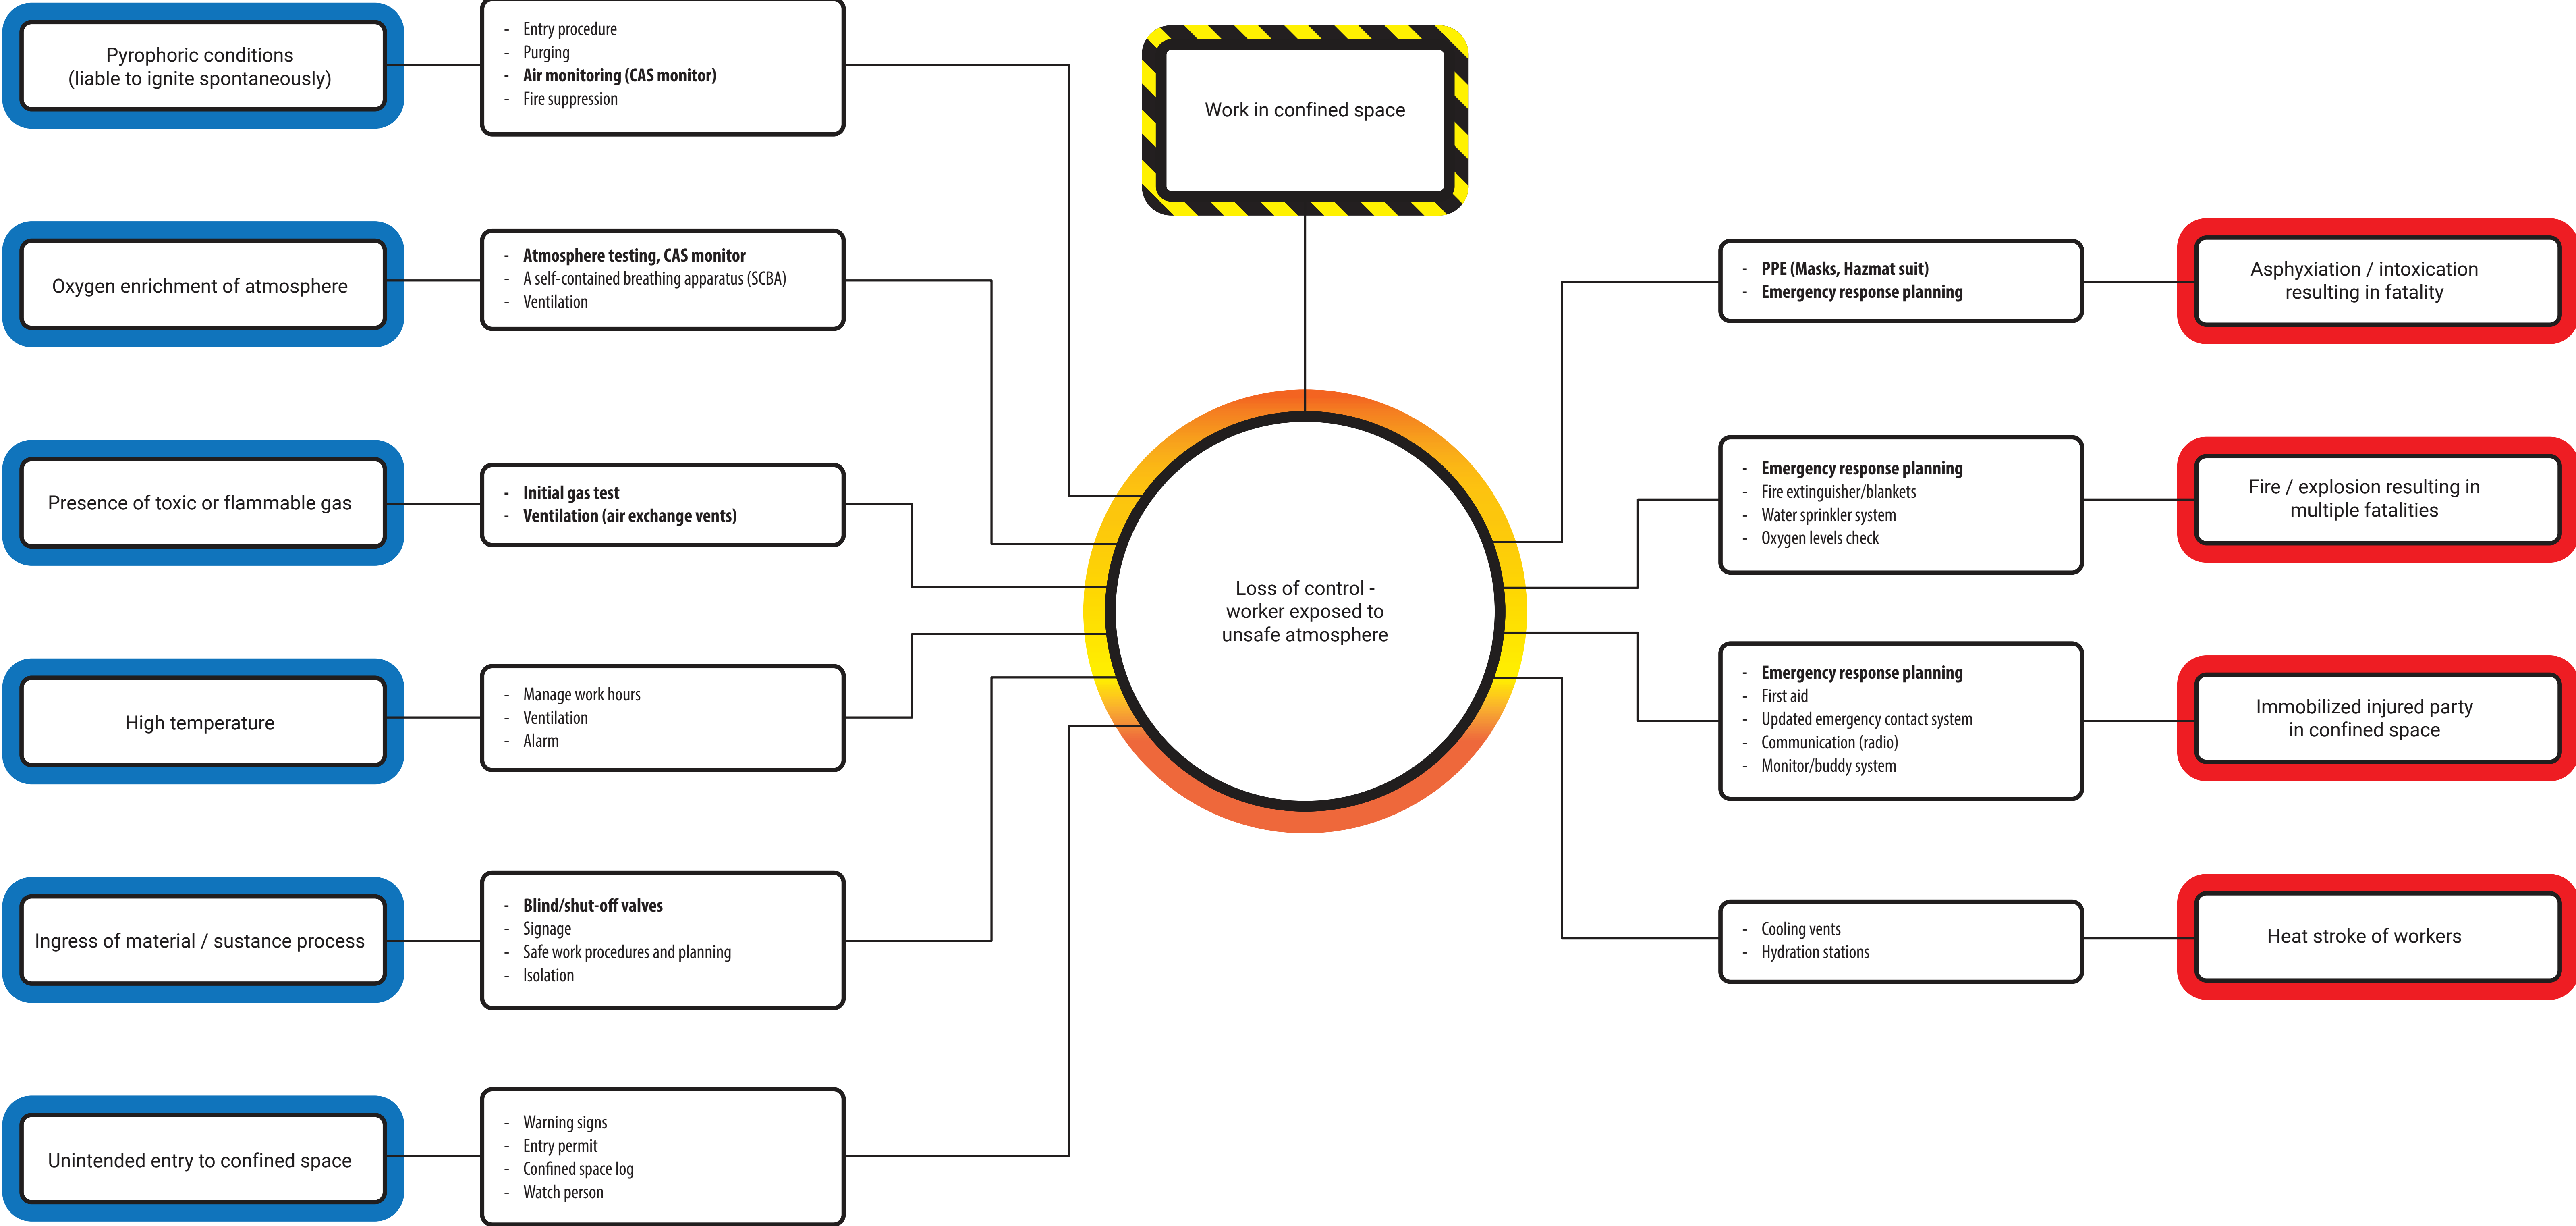 Pyrophoric conditions
(liable to ignite spontaneously)
- Entry procedure
- Purging
- Air monitoring (CAS monitor)
- Fire suppression
Oxygen enrichment of atmosphere
- Atmosphere testing, CAS monitor
- A self-contained breathing apparatus (SCBA)
- Ventilation
Presence of toxic or flammable gas
- Initial gas test
- Ventilation (air exchange vents)
High temperature
- Manage work hours
- Ventilation
- Alarm
Ingress of material / sustance process
- Blind/shut-off valves
- Signage
- Safe work procedures and planning
- Isolation
Unintended entry to confined space
- Warning signs
- Entry permit
- Confined space log
- Watch person
Work in confined space
Loss of control -
worker exposed to
unsafe atmosphere
- PPE (Masks, Hazmat suit)
- Emergency response planning
Asphyxiation / intoxication
resulting in fatality
- Emergency response planning
- Fire extinguisher/blankets
- Water sprinkler system
- Oxygen levels check
Fire / explosion resulting in
multiple fatalities
- Emergency response planning
- First aid
- Updated emergency contact system
- Communication (radio)
- Monitor/buddy system
Immobilized injured party
in confined space
- Cooling vents
- Hydration stations
Heat stroke of workers